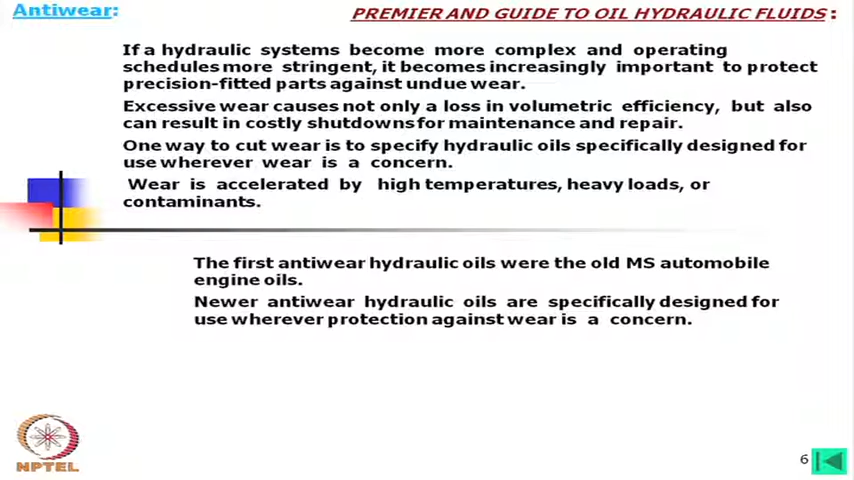 Antiwear:
PREMIER AND GUIDE TO OIL HYDRAULIC FLUIDS :
If a hydraulic systems become more complex and operating
schedules more stringent, it becomes increasingly important to protect
precision-fitted parts against undue wear.
Excessive wear causes not only a loss in volumetric efficiency, but also
can result in costly shutdowns for maintenance and repair.
One way to cut wear is to specify hydraulic oils specifically designed for
use wherever wear is a concern.
Wear is accelerated by high temperatures, heavy loads, or
contaminants.
The first antiwear hydraulic oils were the old MS automobile
engine oils.
Newer antiwear hydraulic oils are specifically designed for
use wherever protection against wear is a concern.
NPTEL
6